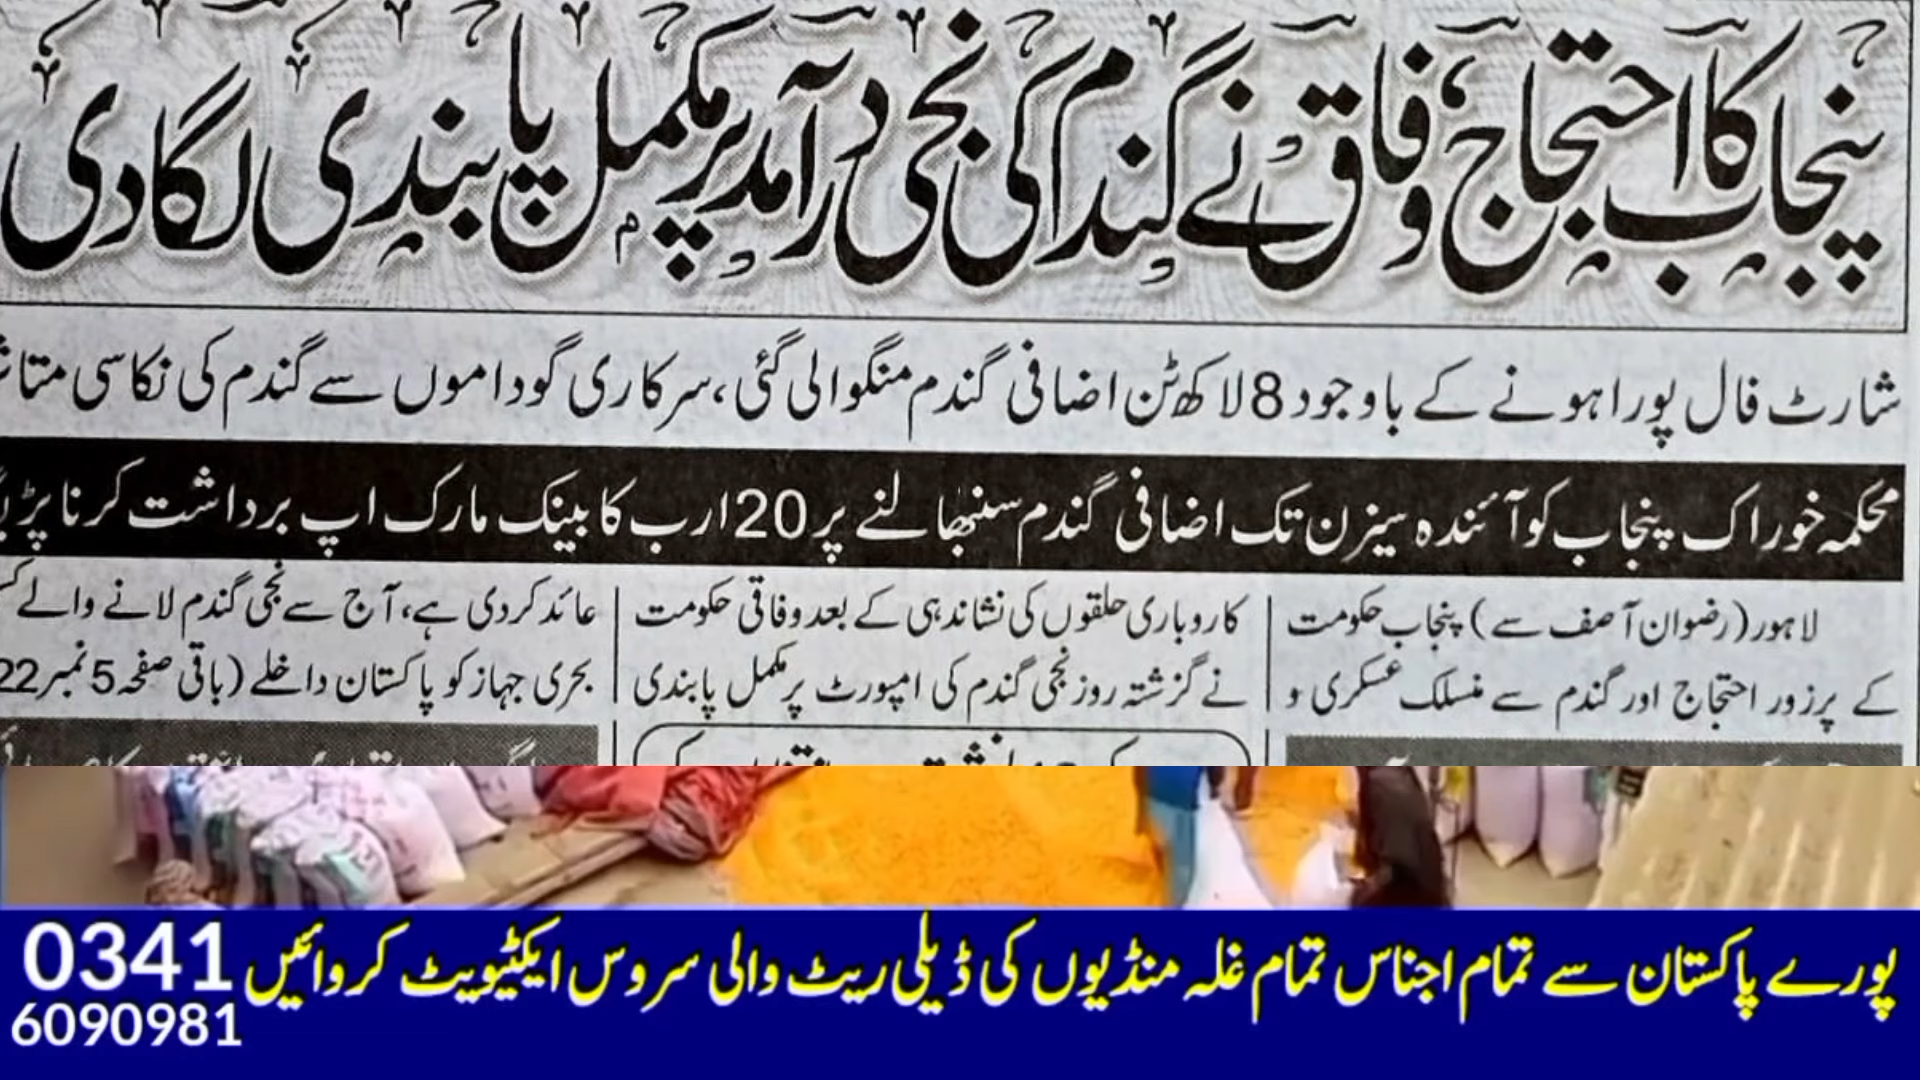 پنجاب کا احتجاج، وفاق نے گندم کی نجی درآمد پر مکمل پابندی لگا دی
شارٹ فال پورا ہونے کے باوجود 8 لاکھ ٹن اضافی گندم منگوالی گئی، سرکاری گوداموں سے گندم کی نکاسی
محکمہ خوراک پنجاب کو آئندہ سیزن تک اضافی گندم سنبھالنے پر 20 ارب کا بینک مارک اپ برداشت کرنا
لاہور (رضوان آصف سے) پنجاب حکومت
کے پرزور احتجاج اور گندم سے منسلک عسکری و
کاروباری حلقوں کی نشاندہی کے بعد وفاقی حکومت
نے گزشتہ روز نجی گندم کی امپورٹ پر مکمل پابندی
عائد کر دی ہے، آج سے نجی گندم لانے والے
بحری جہاز کو پاکستان داخلے (باقی صفحہ 5 نمبر 22
پورے پاکستان سے تمام اجناس تمام غلہ منڈیوں کی ڈیلی ریٹ والی سروس ایکٹیویٹ کروائیں
0341
6090981